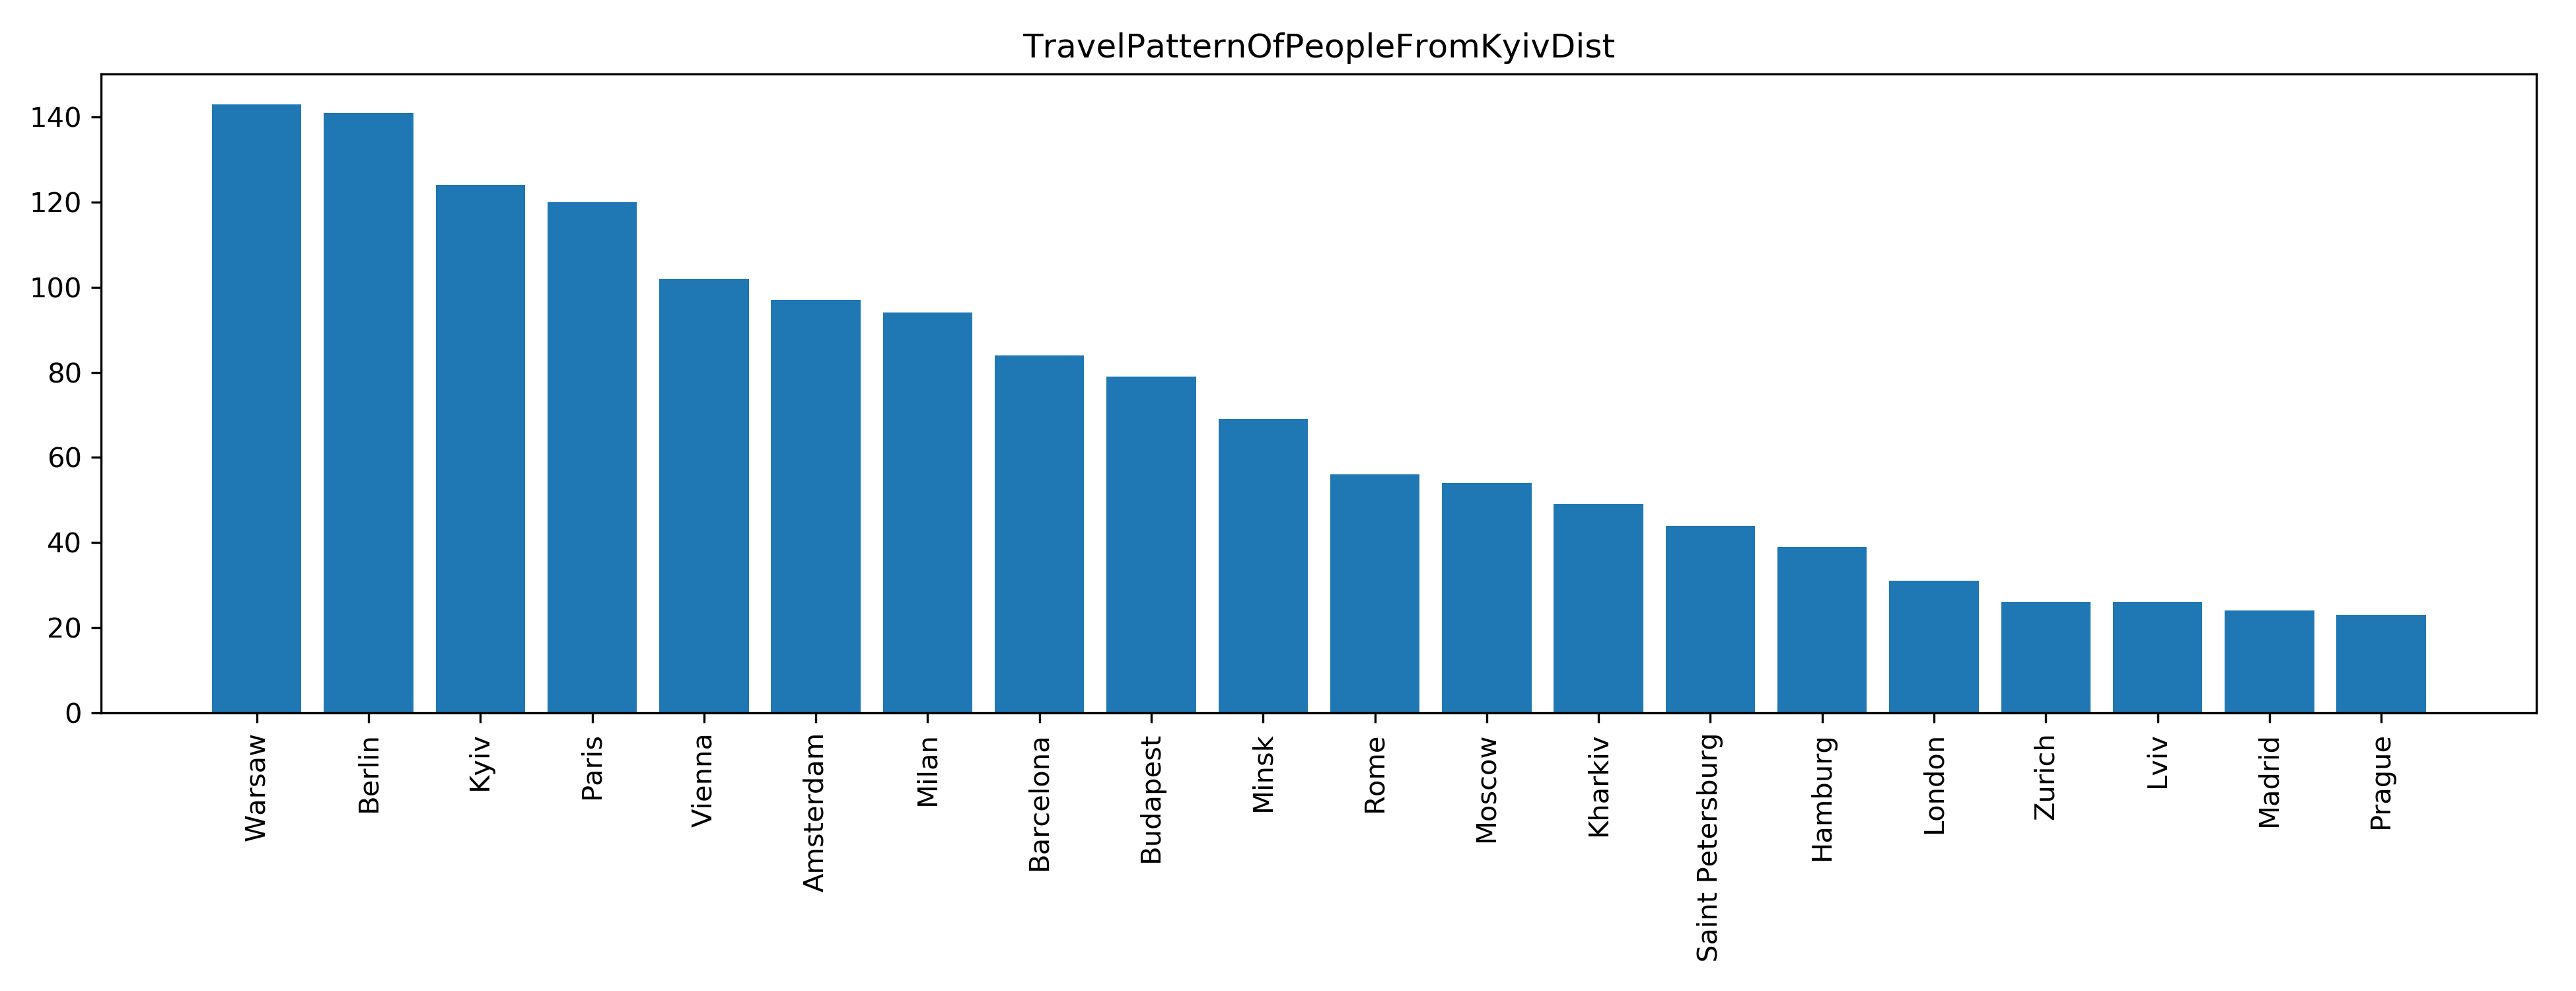 TravelPatternOfPeopleFromKyivDist
140
120
100
80
60
40
20
0
Warsaw
Berlin
Kyiv
Paris
Vienna
Amsterdam
Milan
Barcelona
Budapest
Minsk
Rome
Moscow
Kharkiv
Saint Petersburg
Hamburg
London
Zurich
Lviv
Madrid
Prague